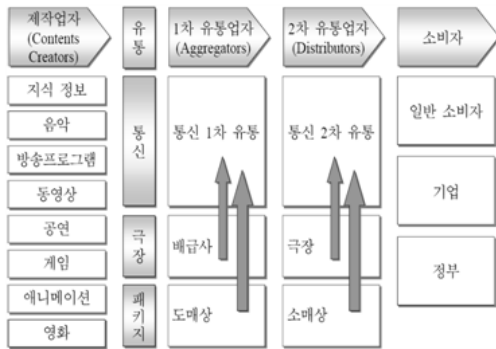 제작업자
(Contents
Creators)
유
통
1차 유통업자
(Aggregators)
2차 유통업자
(Distributors)
소비자
지식 정보
음악
방송프로그램
동영상
공연
게임
애니메이션
영화
통
신
극
장
패
키
지
통신 1차 유통
배급사
도매상
통신 2차 유통
극장
소매상
일반 소비자
기업
정부